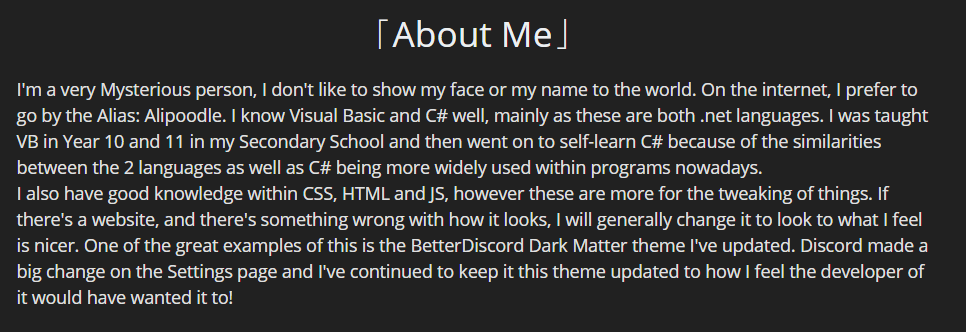 「About Me」
I'm a very Mysterious person, I don't like to show my face or my name to the world. On the internet, I prefer to
go by the Alias: Alipoodle. I know Visual Basic and C# well, mainly as these are both .net languages. I was taught
VB in Year 10 and 11 in my Secondary School and then went on to self-learn C# because of the similarities
between the 2 languages as well as C# being more widely used within programs nowadays.
I also have good knowledge within CSS, HTML and JS, however these are more for the tweaking of things. If
there's a website, and there's something wrong with how it looks, I will generally change it to look to what I feel
is nicer. One of the great examples of this is the BetterDiscord Dark Matter theme I've updated. Discord made a
big change on the Settings page and I've continued to keep it this theme updated to how I feel the developer of
it would have wanted it to!